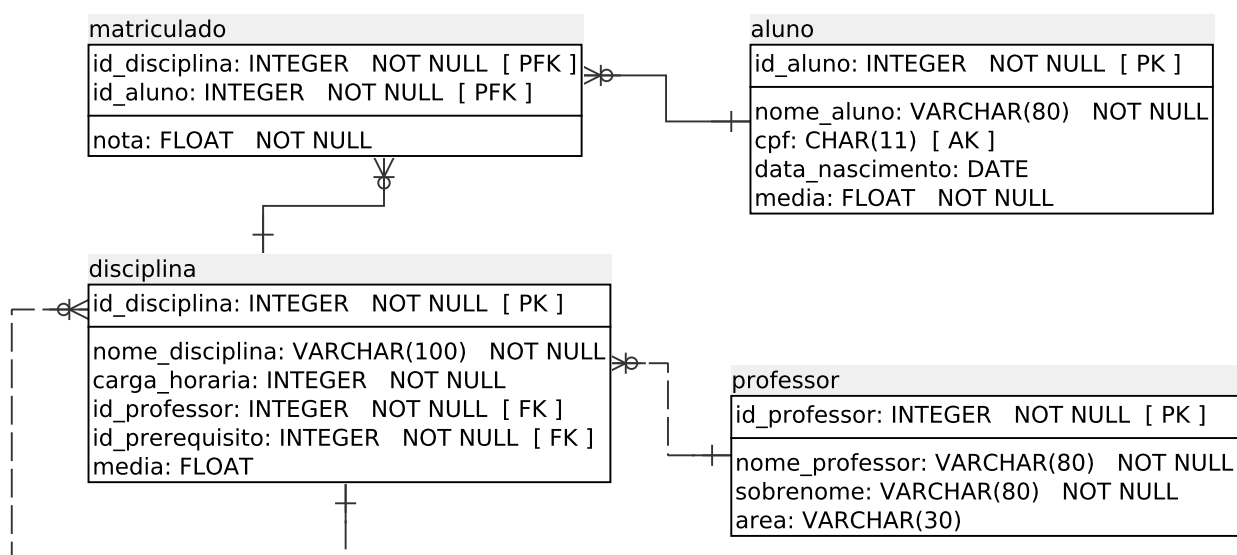 matriculado
id_disciplina: INTEGER NOT NULL [ PFK ]
id_aluno: INTEGER NOT NULL [ PFK ]
nota: FLOAT NOT NULL
aluno
id_aluno: INTEGER NOT NULL [ PK ]
nome_aluno: VARCHAR(80) NOT NULL
cpf: CHAR(11) [ AK ]
data_nascimento: DATE
media: FLOAT NOT NULL
disciplina
id_disciplina: INTEGER NOT NULL [ PK ]
nome_disciplina: VARCHAR(100) NOT NULL
carga_horaria: INTEGER NOT NULL
id_professor: INTEGER NOT NULL [ FK ]
id_prerequisito: INTEGER NOT NULL [ FK ]
media: FLOAT
professor
id_professor: INTEGER NOT NULL [ PK ]
nome_professor: VARCHAR(80) NOT NULL
sobrenome: VARCHAR(80) NOT NULL
area: VARCHAR(30)